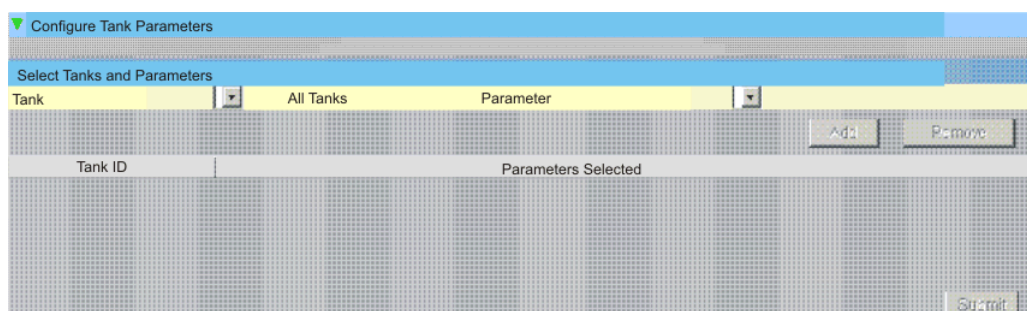 Configure Tank Parameters
Select Tanks and Parameters
Tank All Tanks Parameter
Add Remove
Tank ID Parameters Selected
Submit